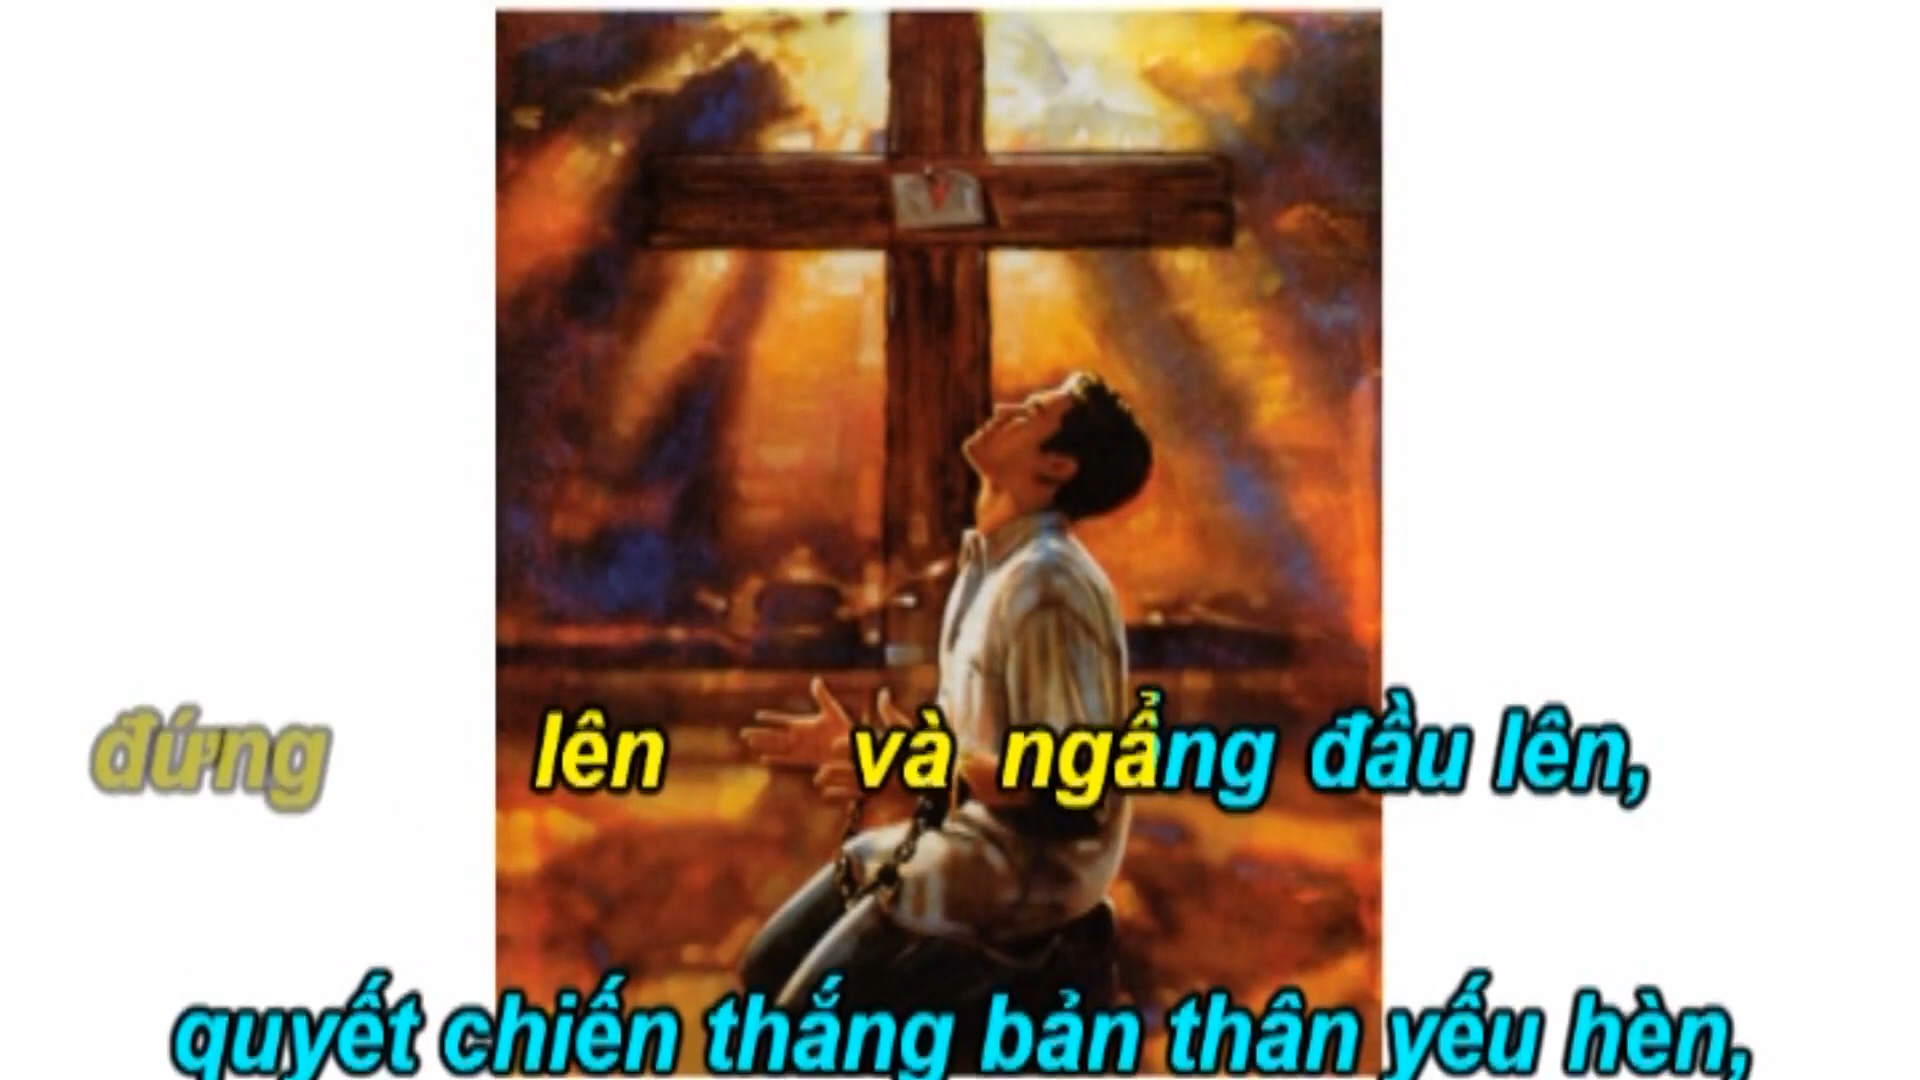 đứng lên và ngẩng đầu lên,
quyết chiến thắng bản thân yếu hèn,